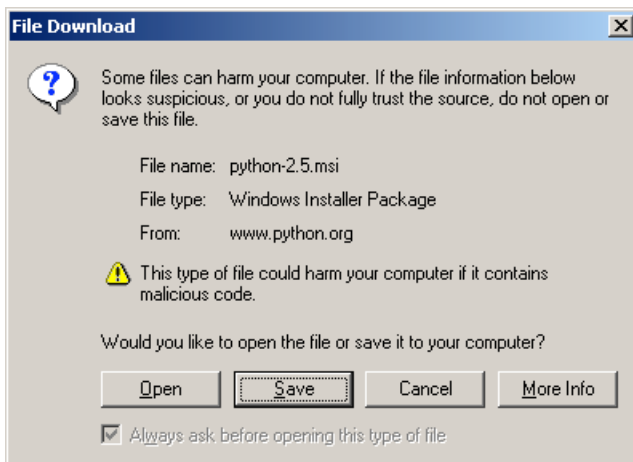 File Download
Some files can harm your computer. If the file information below
looks suspicious, or you do not fully trust the source, do not open or
save this file.
File name: python-2.5.msi
File type: Windows Installer Package
From: www.python.org
This type of file could harm your computer if it contains
malicious code.
Would you like to open the file or save it to your computer?
Open Save Cancel More Info
Always ask before opening this type of file